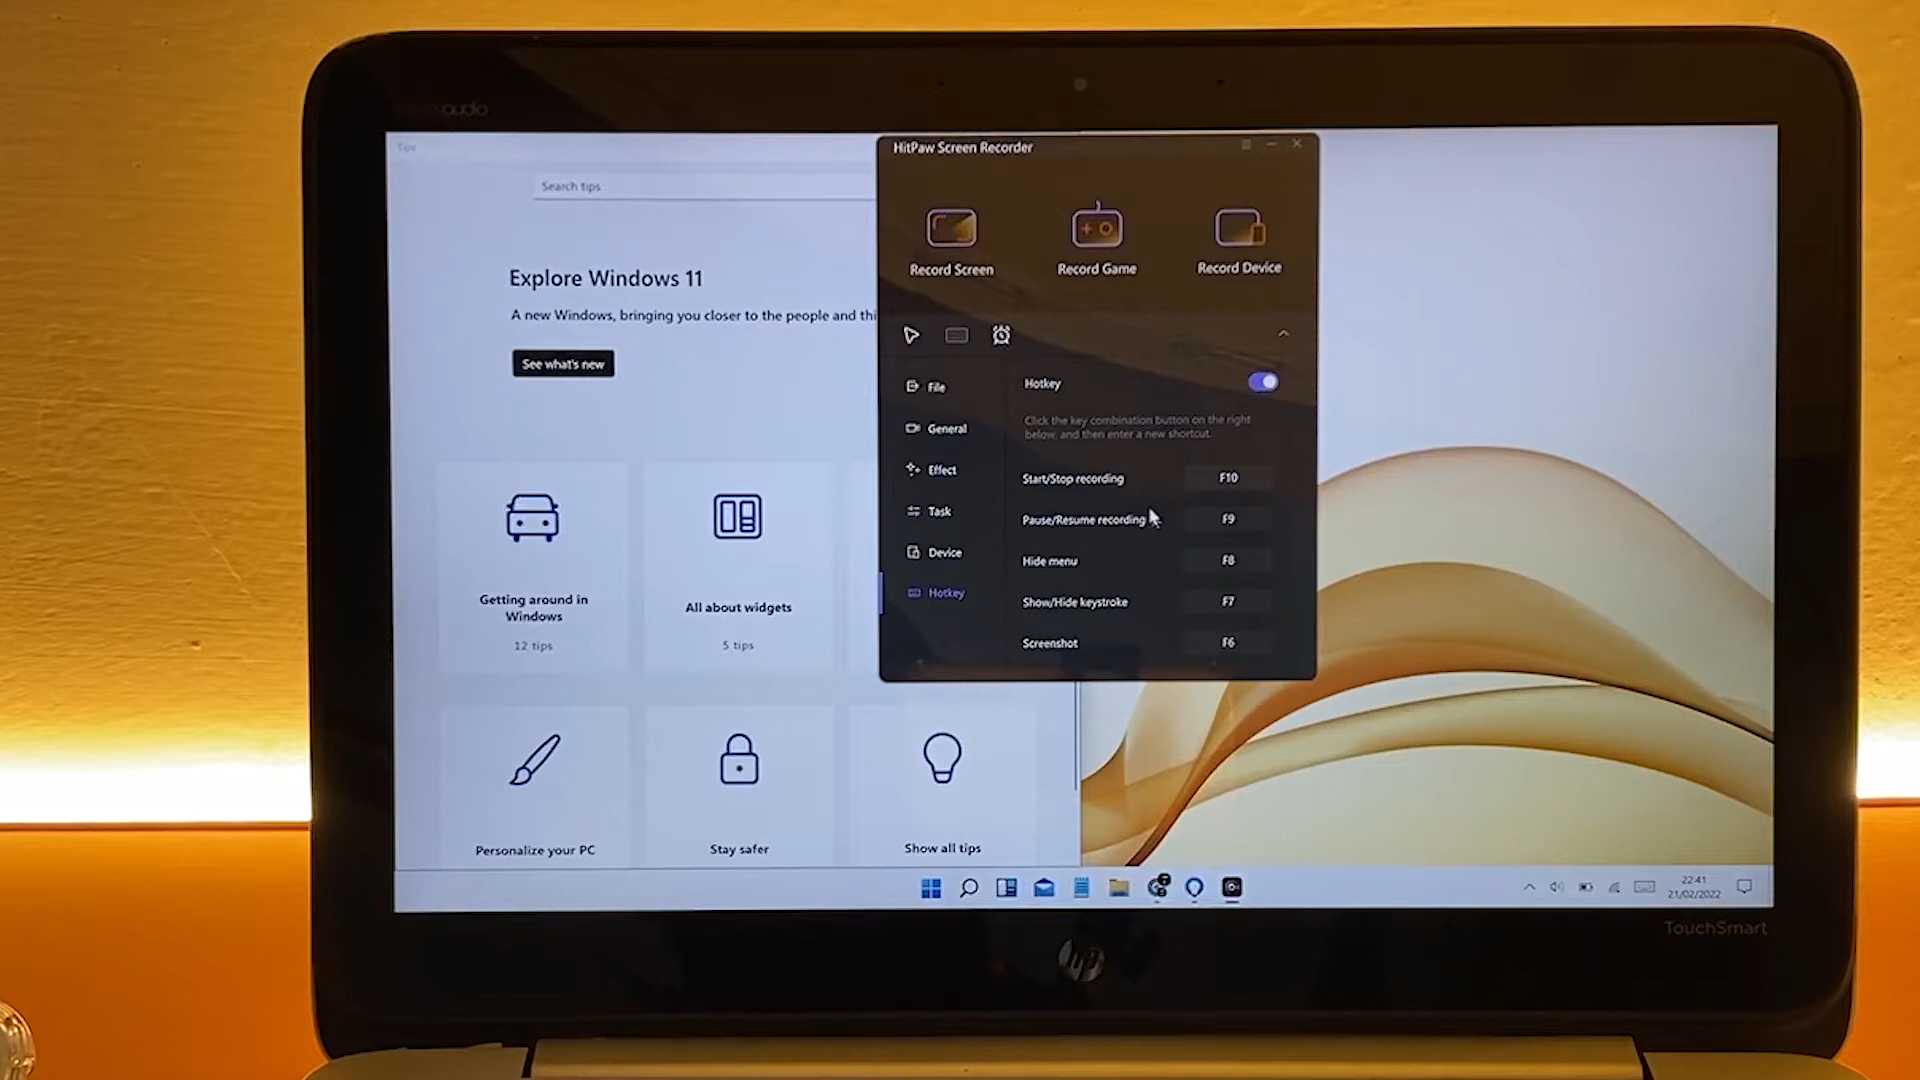 audio
Tips
Search tips
Explore Windows 11
A new Windows, bringing you closer to the people and thi
See what's new
Getting around in
Windows
12 tips
All about widgets
5 tips
Personalize your PC
Stay safer
Show all tips
HitPaw Screen Recorder
Record Screen
Record Game
Record Device
File
General
Effect
Task
Device
Hotkey
Hotkey
Click the key combination button on the right
below, and then enter a new shortcut.
Start/Stop recording
F10
Pause/Resume recording
F9
Hide menu
F8
Show/Hide keystroke
F7
Screenshot
F6
22:41
21/02/2022
TouchSmart
hp